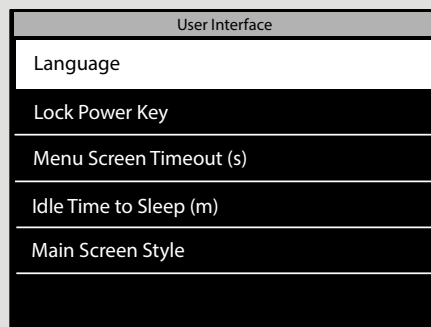 User Interface
Language
Lock Power Key
Menu Screen Timeout (s)
Idle Time to Sleep (m)
Main Screen Style